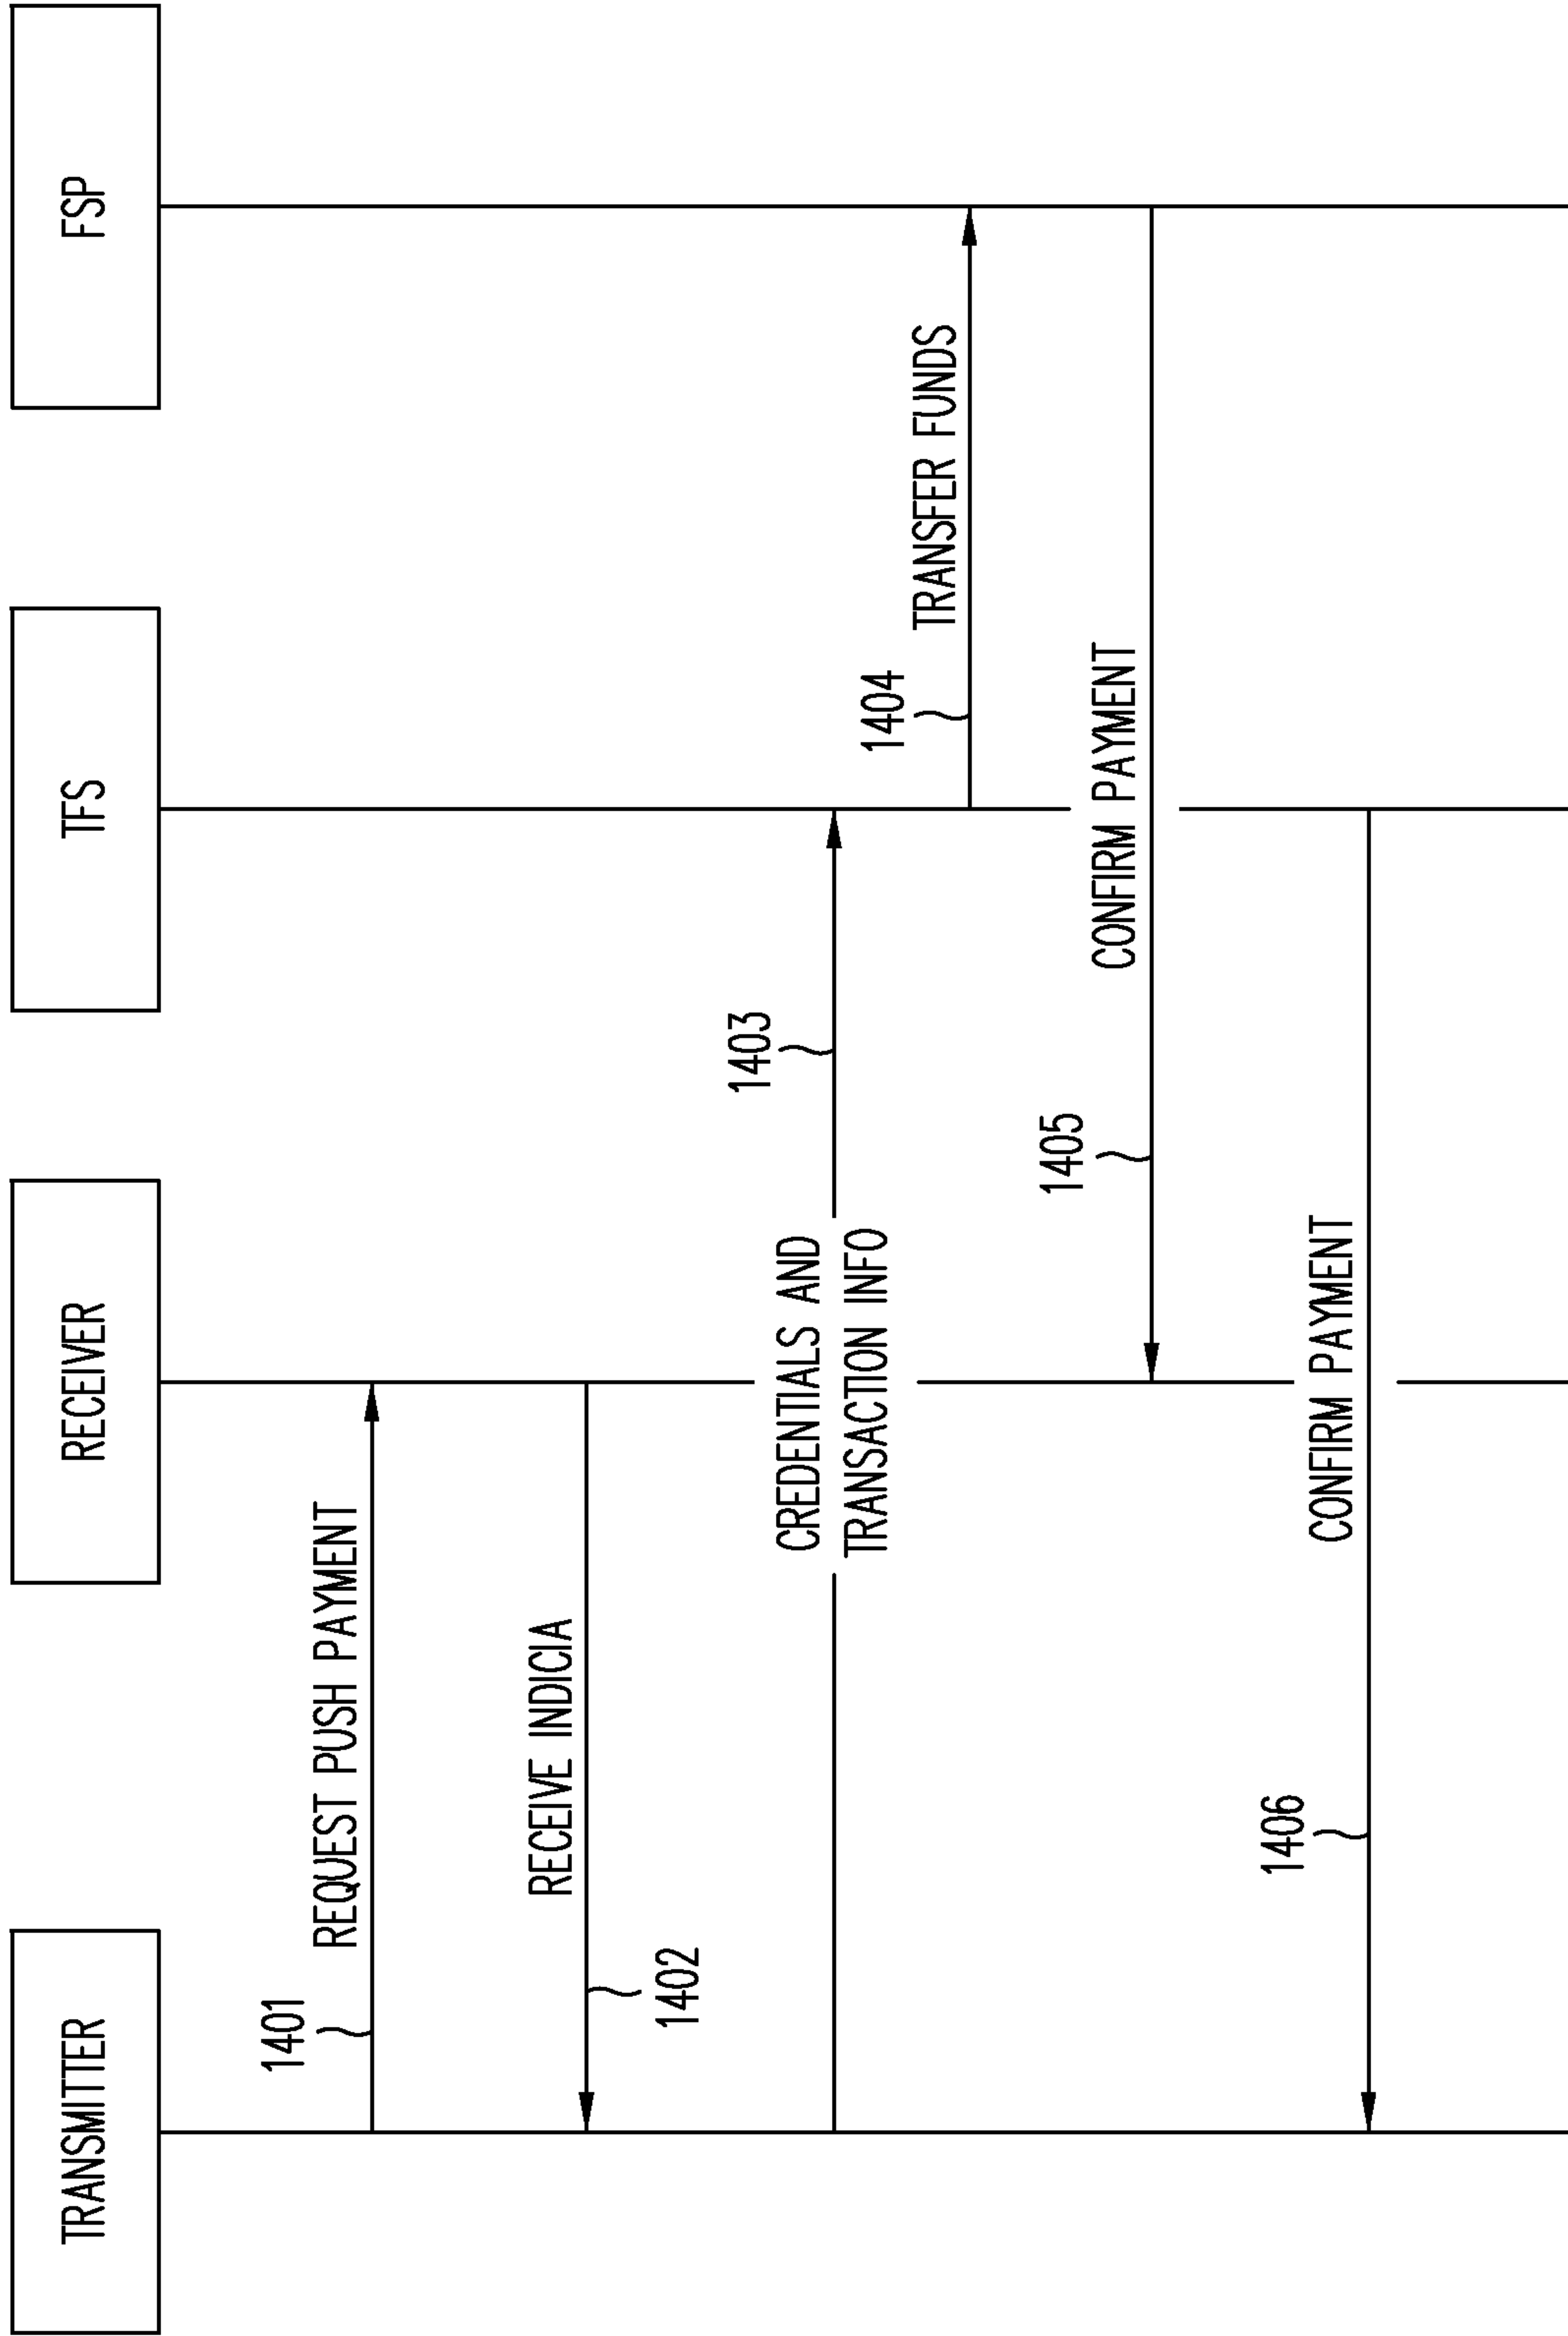 TRANSMITTER
RECEIVER
TFS
FSP
1401
REQUEST PUSH PAYMENT
RECEIVE INDICIA
1402
1403
CREDENTIALS AND
TRANSACTION INFO
1404
TRANSFER FUNDS
1405
CONFIRM PAYMENT
1406
CONFIRM PAYMENT